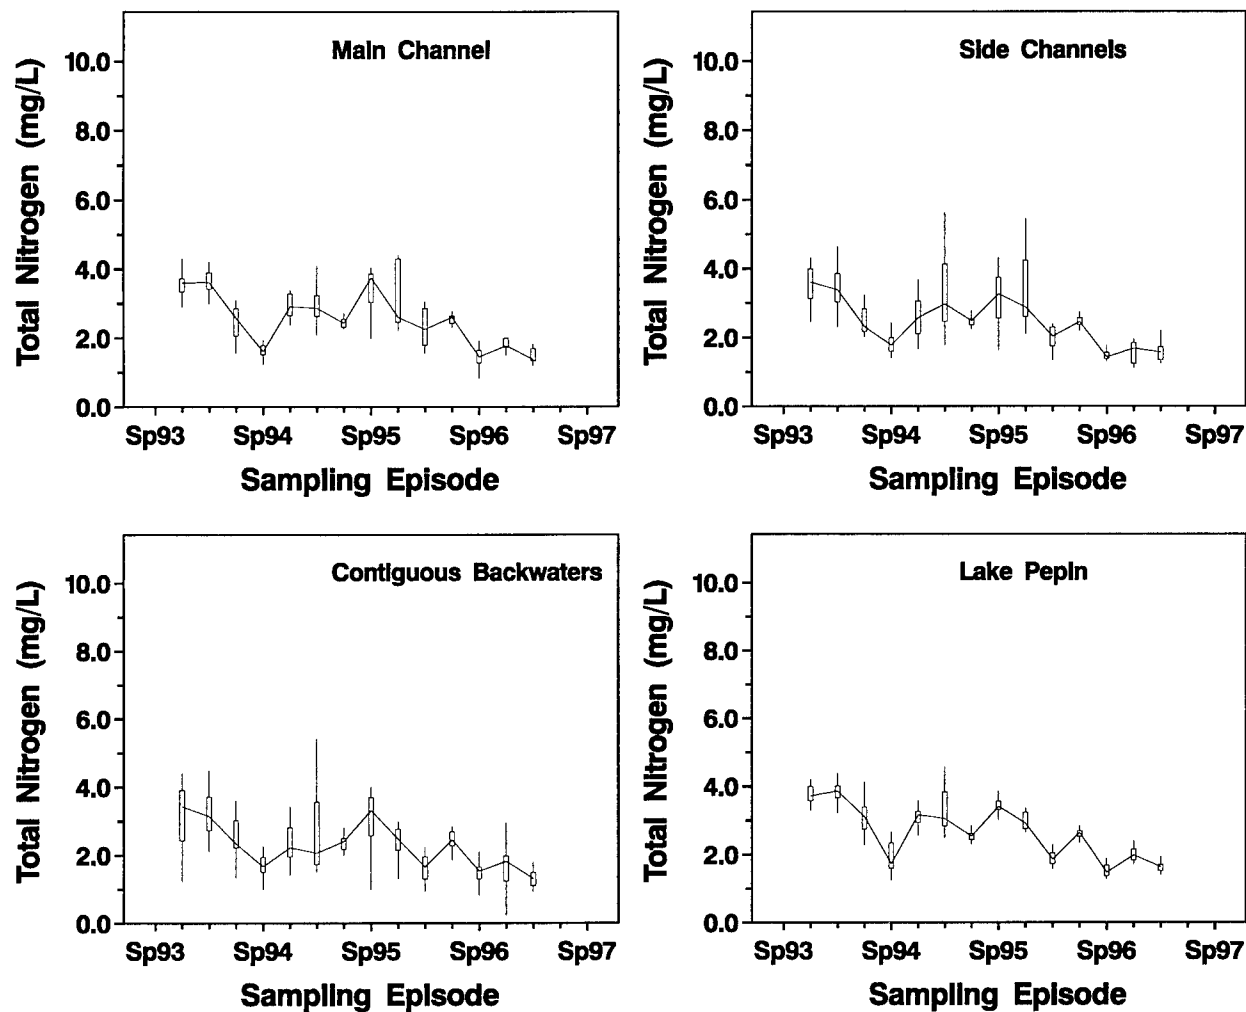 Main Channel
Total Nitrogen (mg/L)
10.0
8.0
6.0
4.0
2.0
0.0
Sp93 Sp94 Sp95 Sp96 Sp97
Sampling Episode
Side Channels
Total Nitrogen (mg/L)
10.0
8.0
6.0
4.0
2.0
0.0
Sp93 Sp94 Sp95 Sp96 Sp97
Sampling Episode
Contiguous Backwaters
Total Nitrogen (mg/L)
10.0
8.0
6.0
4.0
2.0
0.0
Sp93 Sp94 Sp95 Sp96 Sp97
Sampling Episode
Lake Pepin
Total Nitrogen (mg/L)
10.0
8.0
6.0
4.0
2.0
0.0
Sp93 Sp94 Sp95 Sp96 Sp97
Sampling Episode